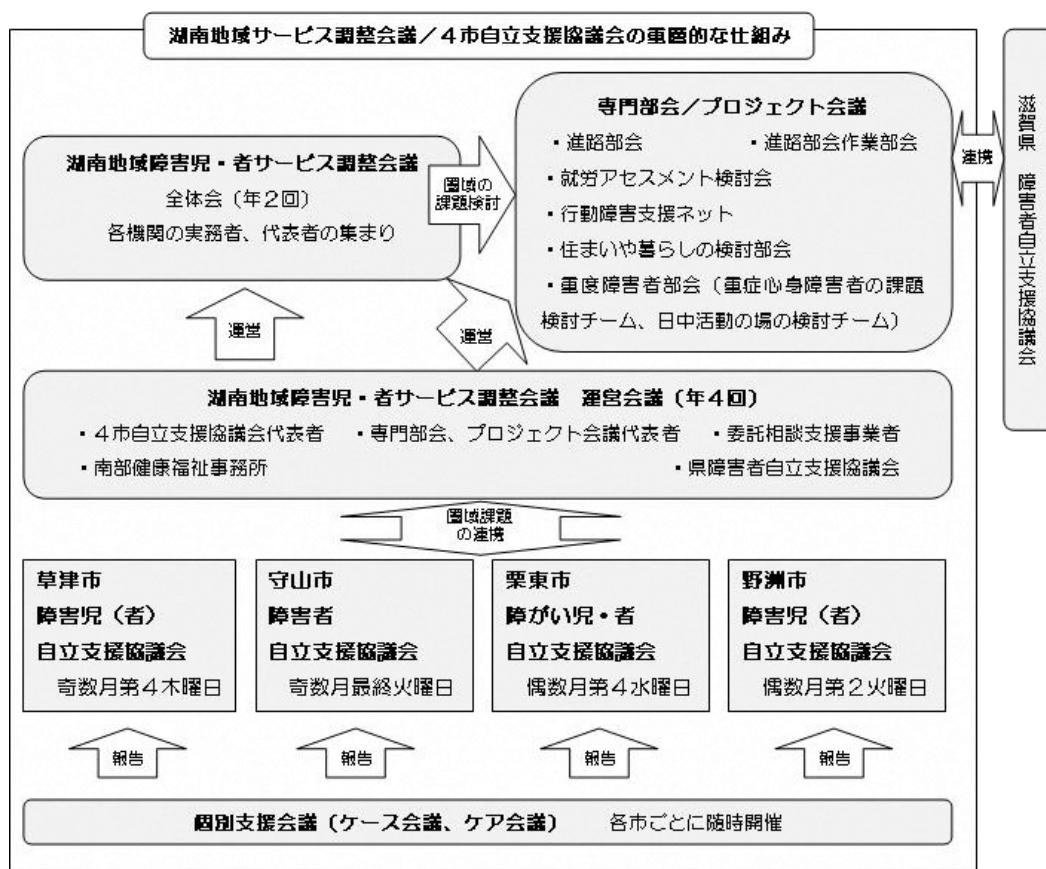 湖南地域サービス調整会議／４市自立支援協議会の重層的な仕組み
湖南地域障害児・者サービス調整会議
全体会（年２回）
各機関の実務者、代表者の集まり
圏域の
課題検討
専門部会／プロジェクト会議
・進路部会　・進路部会作業部会
・就労アセスメント検討会
・行動障害支援ネット
・住まいや暮らしの検討部会
・重度障害者部会（重症心身障害者の課題
検討チーム、日中活動の場の検討チーム）
連携
滋賀県　障害者自立支援協議会
運営
運営
湖南地域障害児・者サービス調整会議　運営会議（年４回）
・４市自立支援協議会代表者　・専門部会、プロジェクト会議代表者　・委託相談支援事業者
・南部健康福祉事務所　・県障害者自立支援協議会
圏域課題
の連携
草津市
障害児（者）
自立支援協議会
奇数月第４木曜日
守山市
障害者
自立支援協議会
奇数月最終火曜日
栗東市
障がい児・者
自立支援協議会
偶数月第４水曜日
野洲市
障害児（者）
自立支援協議会
偶数月第２火曜日
報告
報告
報告
報告
個別支援会議（ケース会議、ケア会議）　各市ごとに随時開催